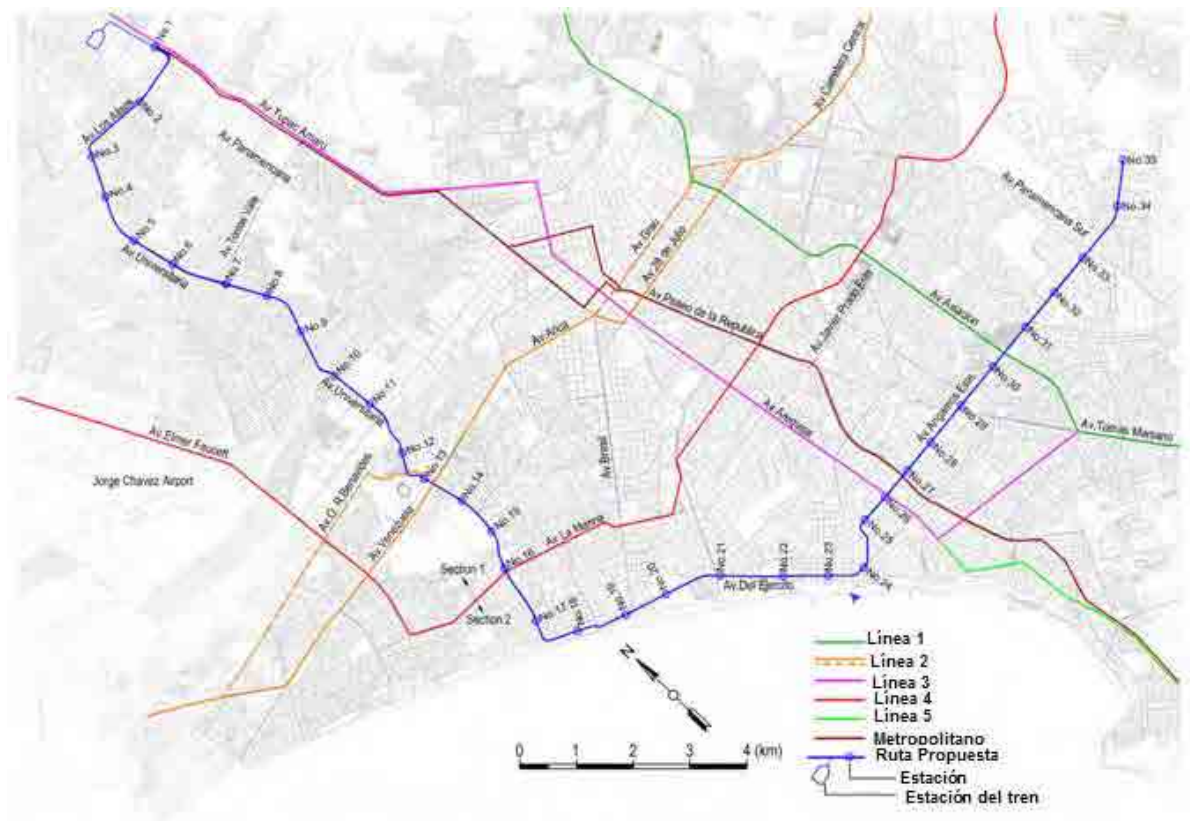 No.1
Av. Los Alisos
No.2
No.3
No.4
No.5
Av. Universitaria
No.6
Av. Tomas Valle
No.7
No.8
Av. Panamericana
Av. Tupac Amaru
No.9
No.10
Av. Universitaria
No.11
No.12
No.13
No.14
No.15
No.16
No.17
No.20
No.21
No.22
No.23
No.24
No.25
No.26
No.27
No.28
No.30
No.31
No.32
No.33
No.34
Av. Carretera Central
Av. 28 de Julio
Av. Paseo de la Republica
Av. Javier Prado Este
Av. Panamericana Sur
Av. Aviacion
Av. Tomas Marsano
Av. Angamos Este
Av. Arequipa
Av. Arica
Av. Brasil
Av. La Marina
Av. Elmer Faucett
Jorge Chavez Airport
Av. O. R. Benavides
Av. Venezuela
Section 1
Section 2
Av. Del Ejercito
N
0 1 2 3 4 (km)
Línea 1
Línea 2
Línea 3
Línea 4
Línea 5
Metropolitano
Ruta Propuesta
Estación
Estación del tren